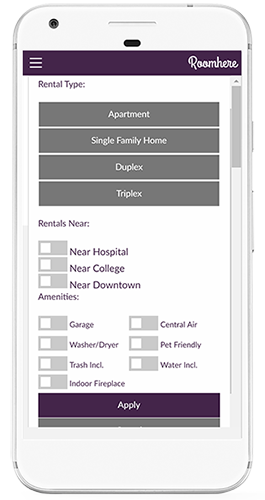 Roomhere
Rental Type:
Apartment
Single Family Home
Duplex
Triplex
Rentals Near:
Near Hospital
Near College
Near Downtown
Amenities:
Garage
Central Air
Washer/Dryer
Pet Friendly
Trash Incl.
Water Incl.
Indoor Fireplace
Apply